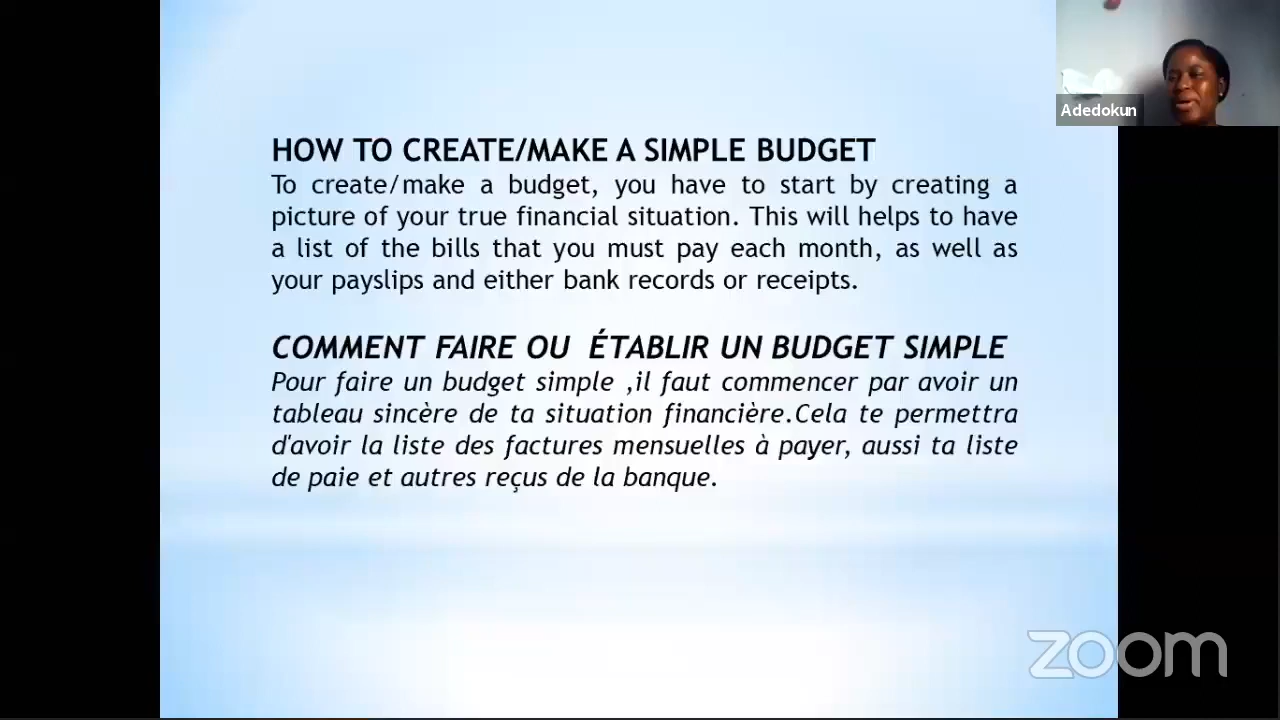 HOW TO CREATE/MAKE A SIMPLE BUDGET
To create/make a budget, you have to start by creating a
picture of your true financial situation. This will helps to have
a list of the bills that you must pay each month, as well as
your payslips and either bank records or receipts.
COMMENT FAIRE OU ÉTABLIR UN BUDGET SIMPLE
Pour faire un budget simple ,il faut commencer par avoir un
tableau sincère de ta situation financière.Cela te permettra
d'avoir la liste des factures mensuelles à payer, aussi ta liste
de paie et autres reçus de la banque.
Adedokun
zoom